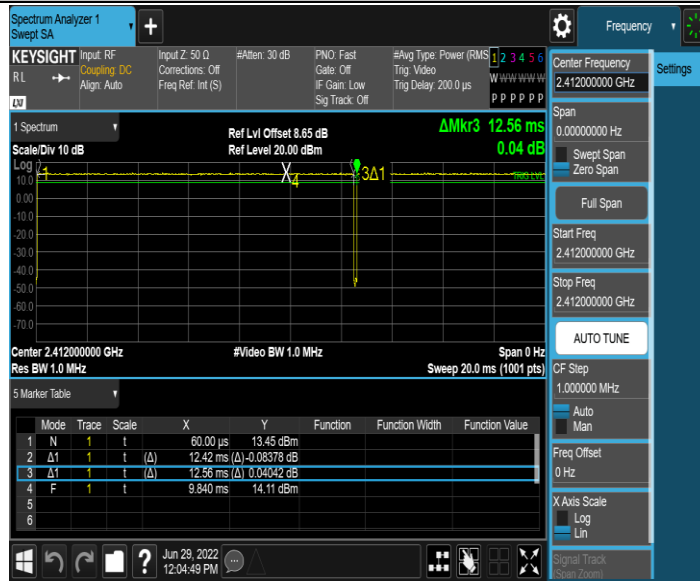 Spectrum Analyzer 1
Swept SA
+
Frequency
KEYSIGHT Input: RF Input Z: 50 Ω #Atten: 30 dB PNO: Fast #Avg Type: Power (RMS 1 2 3 4 5 6
RL Coupling: DC Corrections: Off Gate: Off Trig: Video W W W W W W
Align: Auto Freq Ref: Int (S) IF Gain: Low Trig Delay: 200.0 µs
LXI Sig Track: Off P P P P P P
1 Spectrum
Ref Lvl Offset 8.65 dB ΔMkr3 12.56 ms
Scale/Div 10 dB Ref Level 20.00 dBm 0.04 dB
Log
10.0
0.00
-10.0
-20.0
-30.0
-40.0
-50.0
-60.0
-70.0
1
4
3Δ1
TRIG LVL
Center 2.412000000 GHz #Video BW 1.0 MHz Span 0 Hz
Res BW 1.0 MHz Sweep 20.0 ms (1001 pts)
5 Marker Table
Mode Trace Scale X Y Function Function Width Function Value
1 N 1 t 60.00 µs 13.45 dBm
2 Δ1 1 t (Δ) 12.42 ms (Δ) -0.08378 dB
3 Δ1 1 t (Δ) 12.56 ms (Δ) 0.04042 dB
4 F 1 t 9.840 ms 14.11 dBm
5
6
?
Jun 29, 2022
12:04:49 PM
Settings
Center Frequency
2.412000000 GHz
Span
0.00000000 Hz
Swept Span
Zero Span
Full Span
Start Freq
2.412000000 GHz
Stop Freq
2.412000000 GHz
AUTO TUNE
CF Step
1.000000 MHz
Auto
Man
Freq Offset
0 Hz
X Axis Scale
Log
Lin
Signal Track
(Span Zoom)